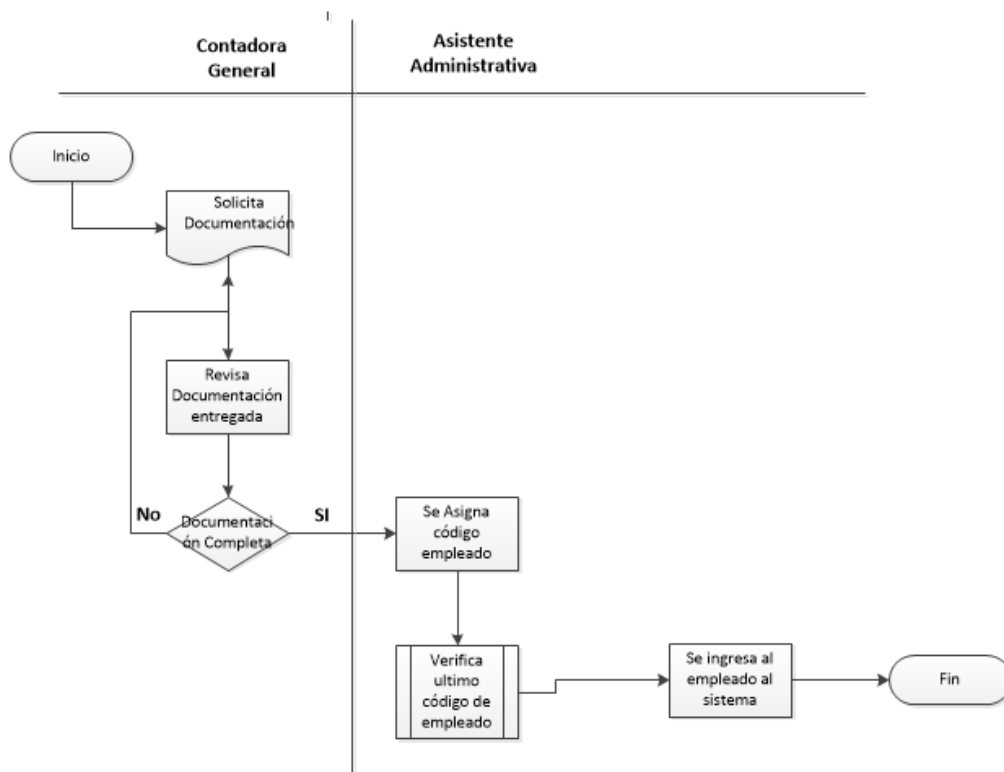 Contadora
General
Asistente
Administrativa
Inicio
Solicita
Documentación
Revisa
Documentación
entregada
No
Documentaci
ón Completa
SI
Se Asigna
código
empleado
Verifica
ultimo
código de
empleado
Se ingresa al
empleado al
sistema
Fin